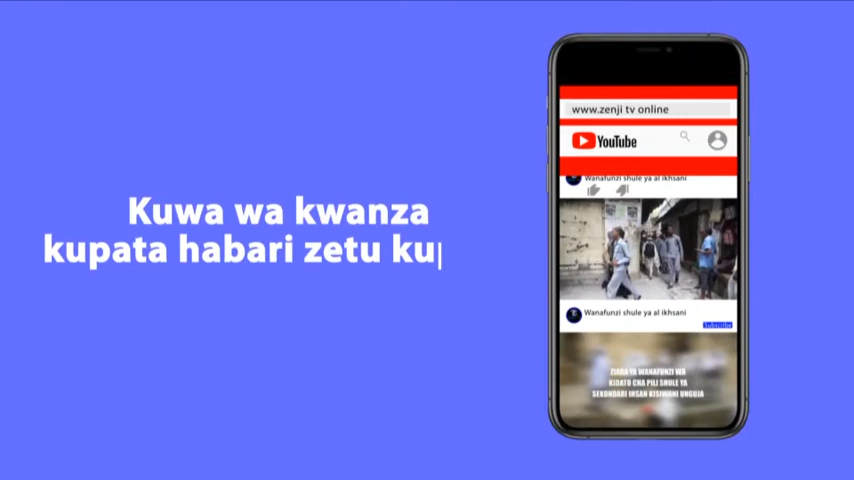 Kuwa wa kwanza
kupata habari zetu
www.zenji tv online
YouTube
Wanafunzi shule ya al ikhsani
Wanafunzi shule ya al ikhsani
Subscribe
ZIARA YA WANAFUNZI WA
KIDATO CHA PILI SHULE YA
SEKONDARI INSAN KISIWANI UNGUJA